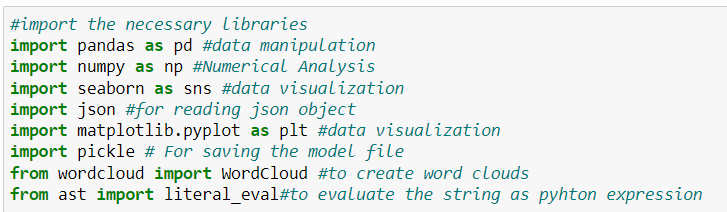 #import the necessary libraries
import pandas as pd #data manipulation
import numpy as np #Numerical Analysis
import seaborn as sns #data visualization
import json #for reading json object
import matplotlib.pyplot as plt #data visualization
import pickle # For saving the model file
from wordcloud import WordCloud #to create word clouds
from ast import literal_eval#to evaluate the string as pyhton expression